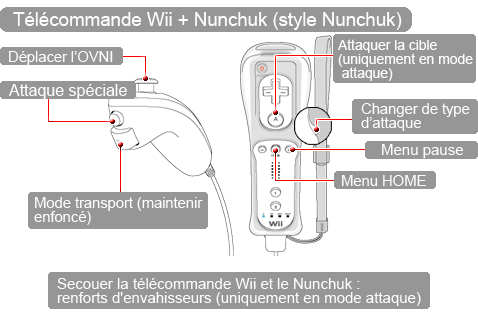 Télécommande Wii + Nunchuk (style Nunchuk)
Déplacer l'OVNI
Attaque spéciale
Mode transport (maintenir
enfoncé)
Attaquer la cible
(uniquement en mode
attaque)
Changer de type
d'attaque
Menu pause
Menu HOME
A
1
2
Wii
Secouer la télécommande Wii et le Nunchuk :
renforts d'envahisseurs (uniquement en mode attaque)